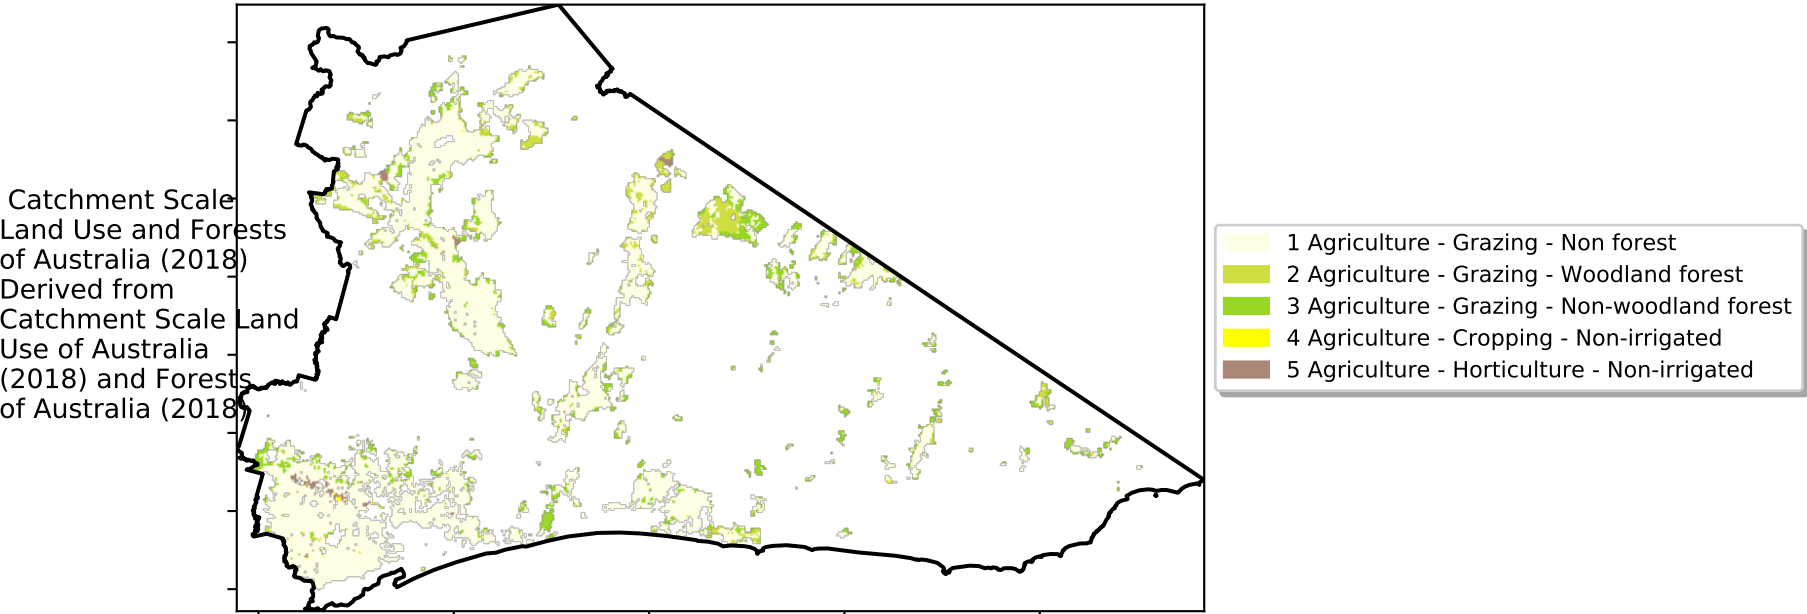 Catchment Scale
Land Use and Forests
of Australia (2018)
Derived from
Catchment Scale Land
Use of Australia
(2018) and Forests
of Australia (2018)
1 Agriculture - Grazing - Non forest
2 Agriculture - Grazing - Woodland forest
3 Agriculture - Grazing - Non-woodland forest
4 Agriculture - Cropping - Non-irrigated
5 Agriculture - Horticulture - Non-irrigated